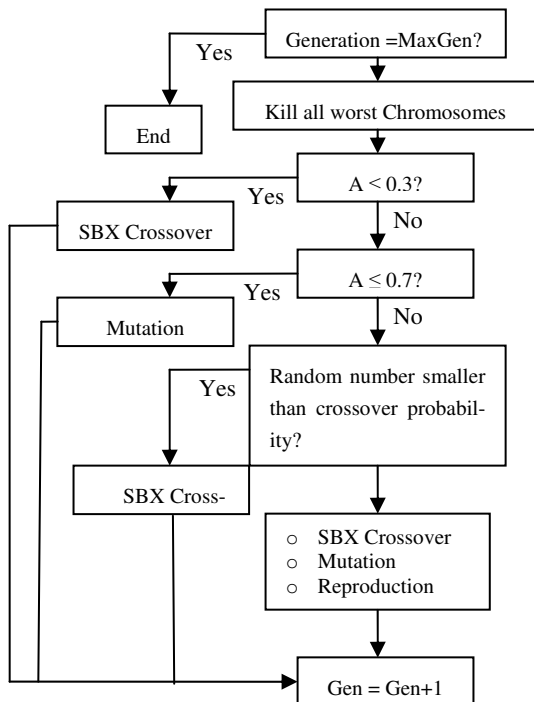 Yes
Generation =MaxGen?
Kill all worst Chromosomes
End
A < 0.3?
Yes
SBX Crossover
No
A ≤ 0.7?
Yes
Mutation
No
Random number smaller
than crossover probabil-
ity?
Yes
SBX Cross-
○ SBX Crossover
○ Mutation
○ Reproduction
Gen = Gen+1